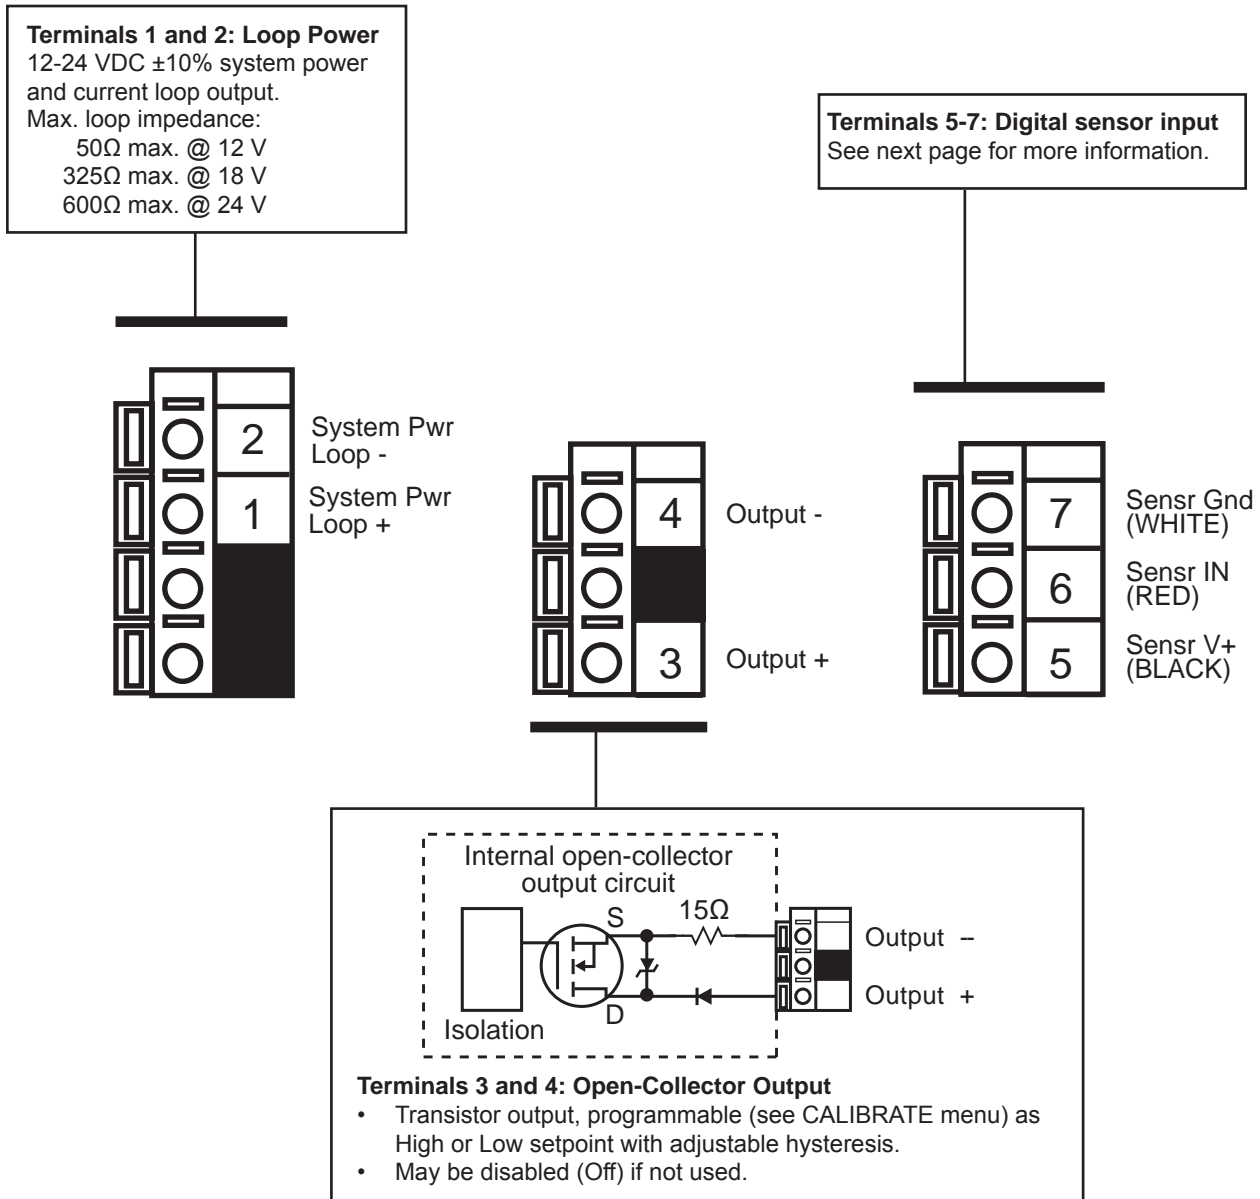 Terminals 1 and 2: Loop Power
12-24 VDC ±10% system power
and current loop output.
Max. loop impedance:
50Ω max. @ 12 V
325Ω max. @ 18 V
600Ω max. @ 24 V
Terminals 5-7: Digital sensor input
See next page for more information.
2
System Pwr
Loop -
1
System Pwr
Loop +
4
Output -
3
Output +
7
Sensr Gnd
(WHITE)
6
Sensr IN
(RED)
5
Sensr V+
(BLACK)
Internal open-collector
output circuit
S
15Ω
D
Isolation
Output --
Output +
Terminals 3 and 4: Open-Collector Output
• Transistor output, programmable (see CALIBRATE menu) as
High or Low setpoint with adjustable hysteresis.
• May be disabled (Off) if not used.